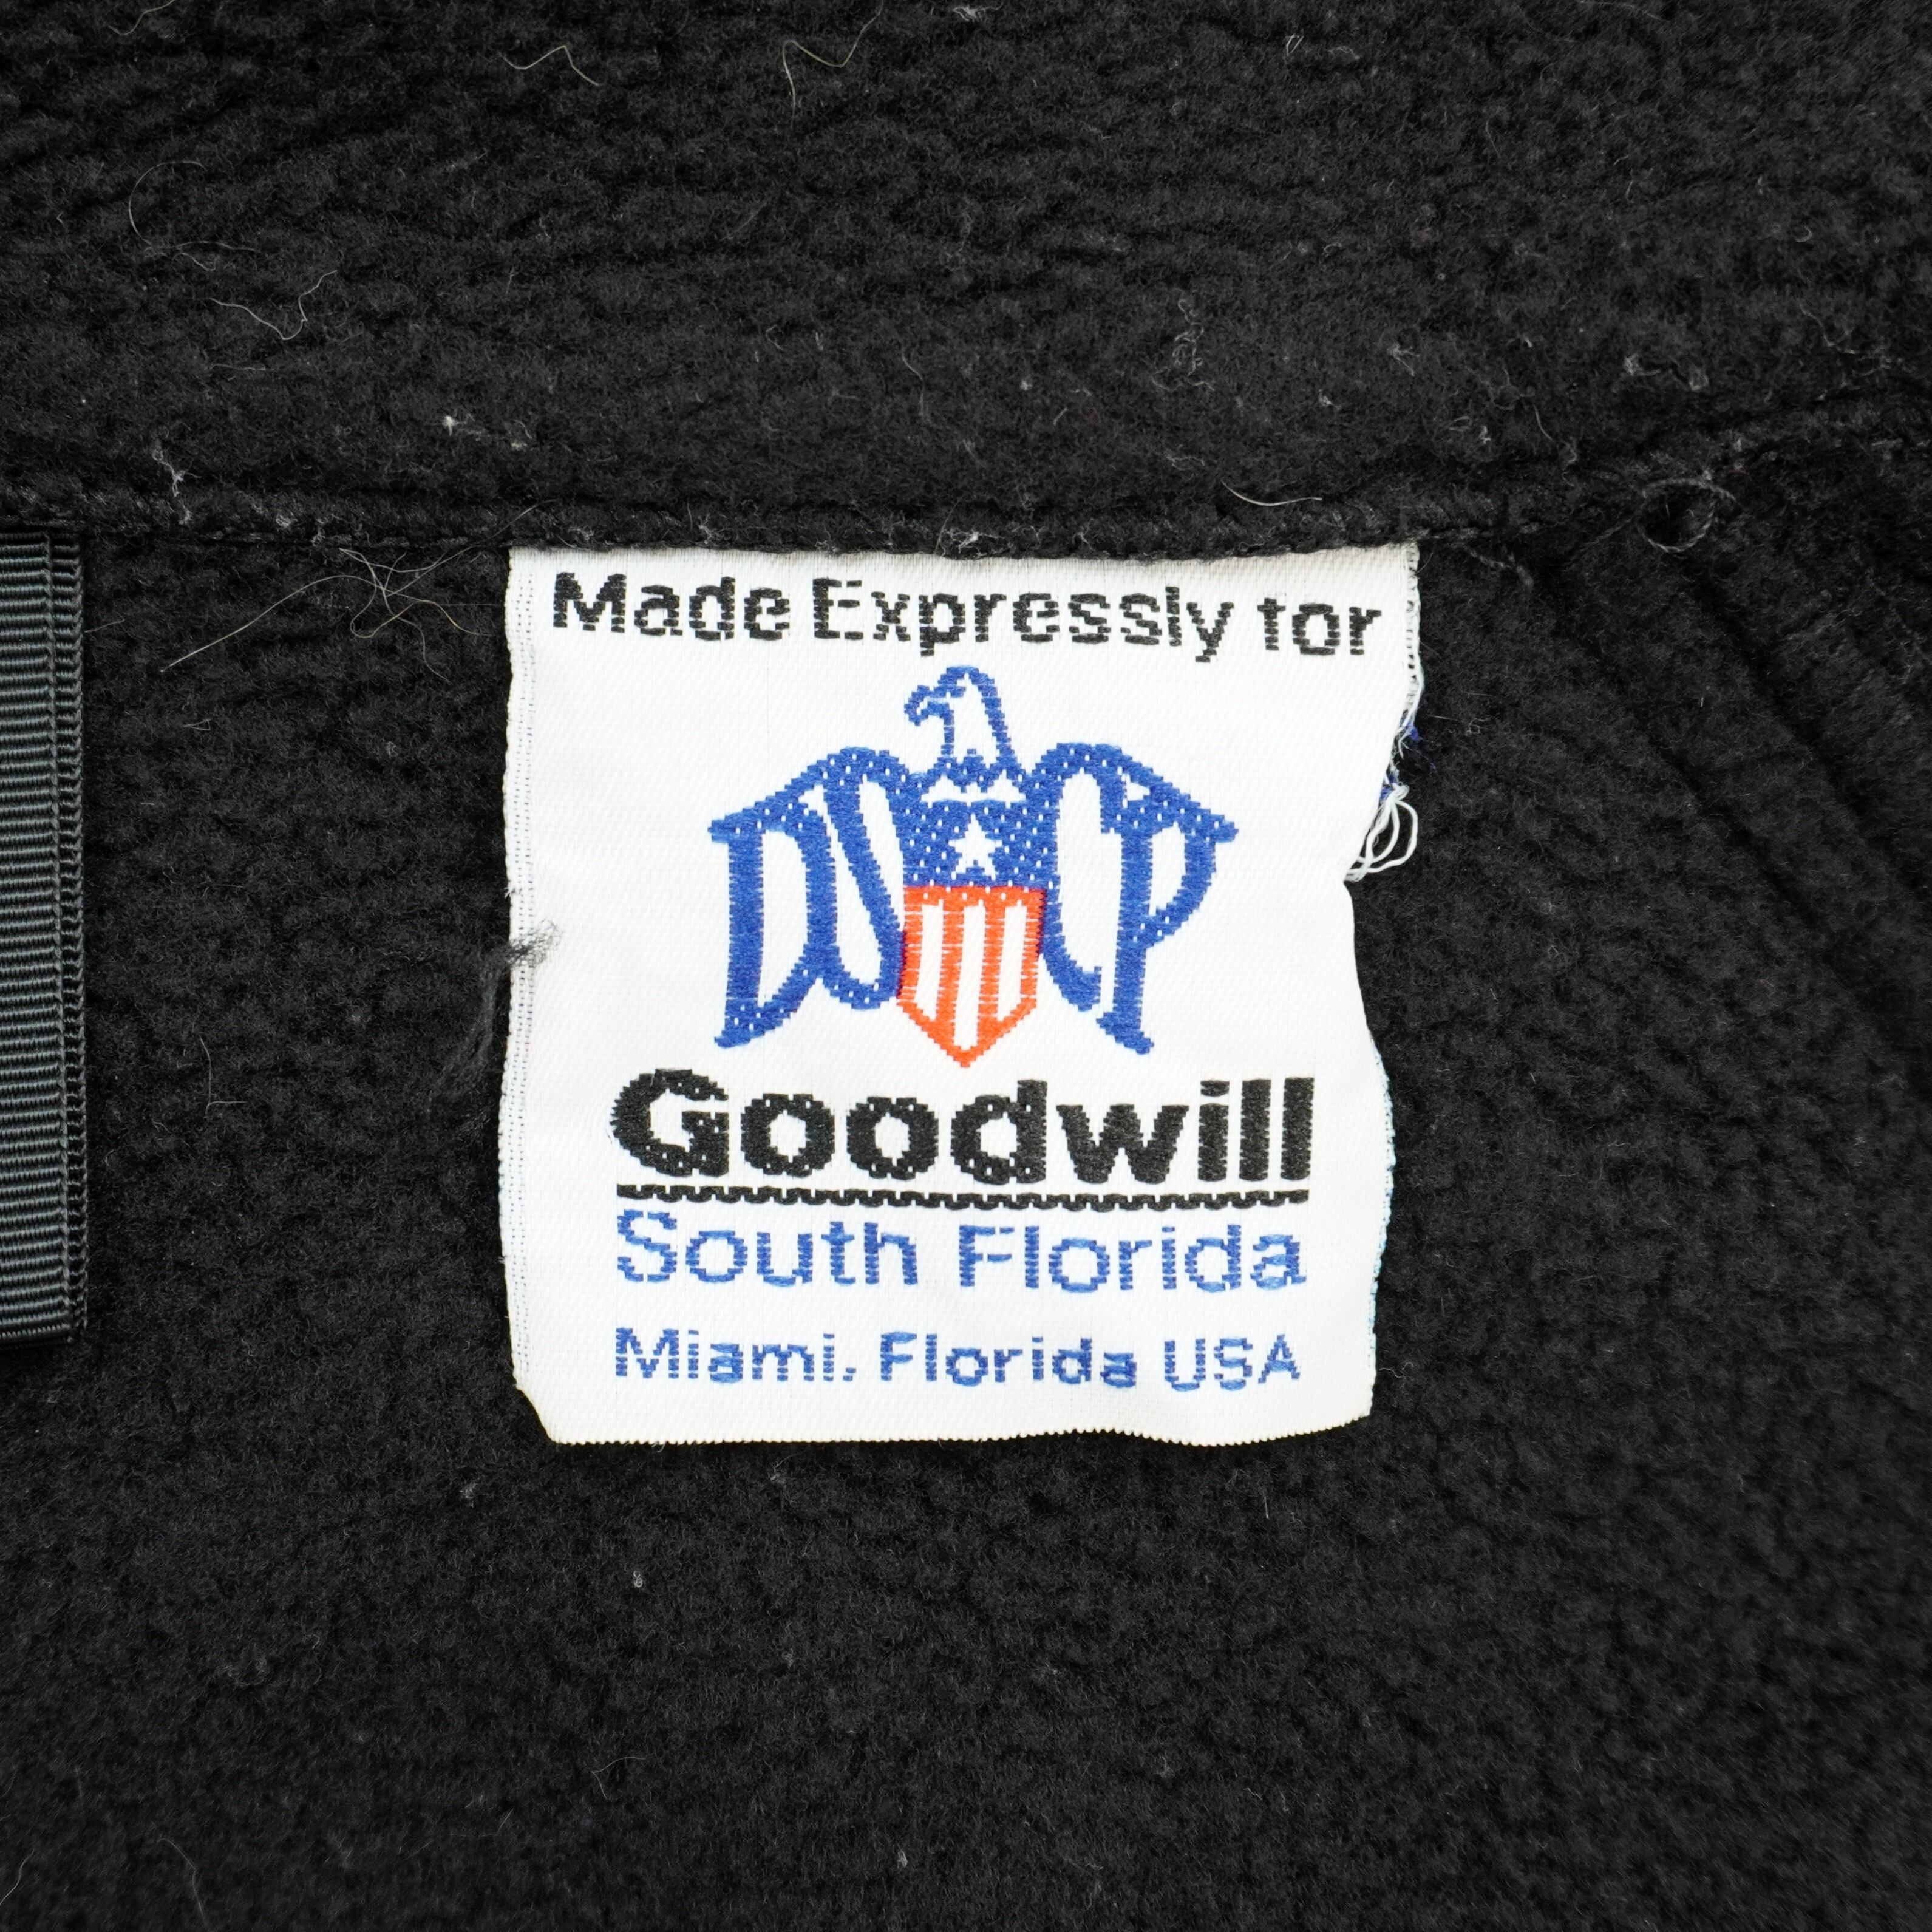 Made Expressly for
DSCP
Goodwill
South Florida
Miami, Florida USA